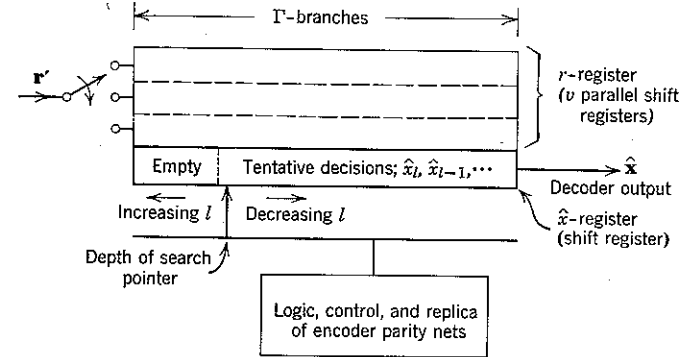 Γ-branches
r′
r-register
(v parallel shift
registers)
Empty
Tentative decisions; x̂l, x̂l−1, ···
x̂
Decoder output
Increasing l
Decreasing l
x̂-register
(shift register)
Depth of search
pointer
Logic, control, and replica
of encoder parity nets